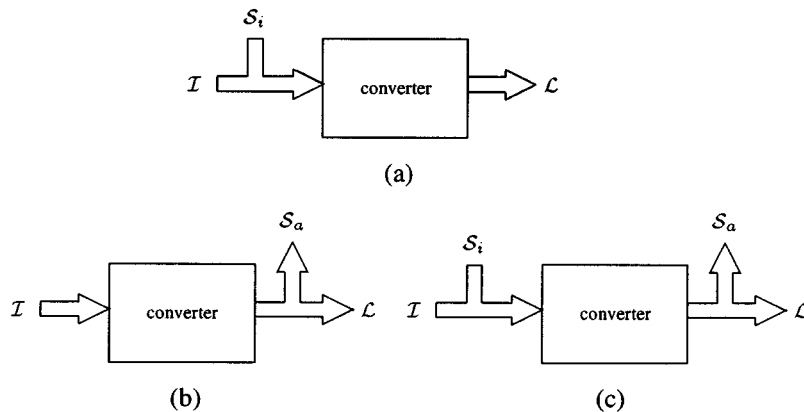 𝒮ᵢ
ℐ converter ℒ
(a)
𝒮ₐ
𝒮ᵢ
𝒮ₐ
ℐ converter ℒ
ℐ converter ℒ
(b)
(c)